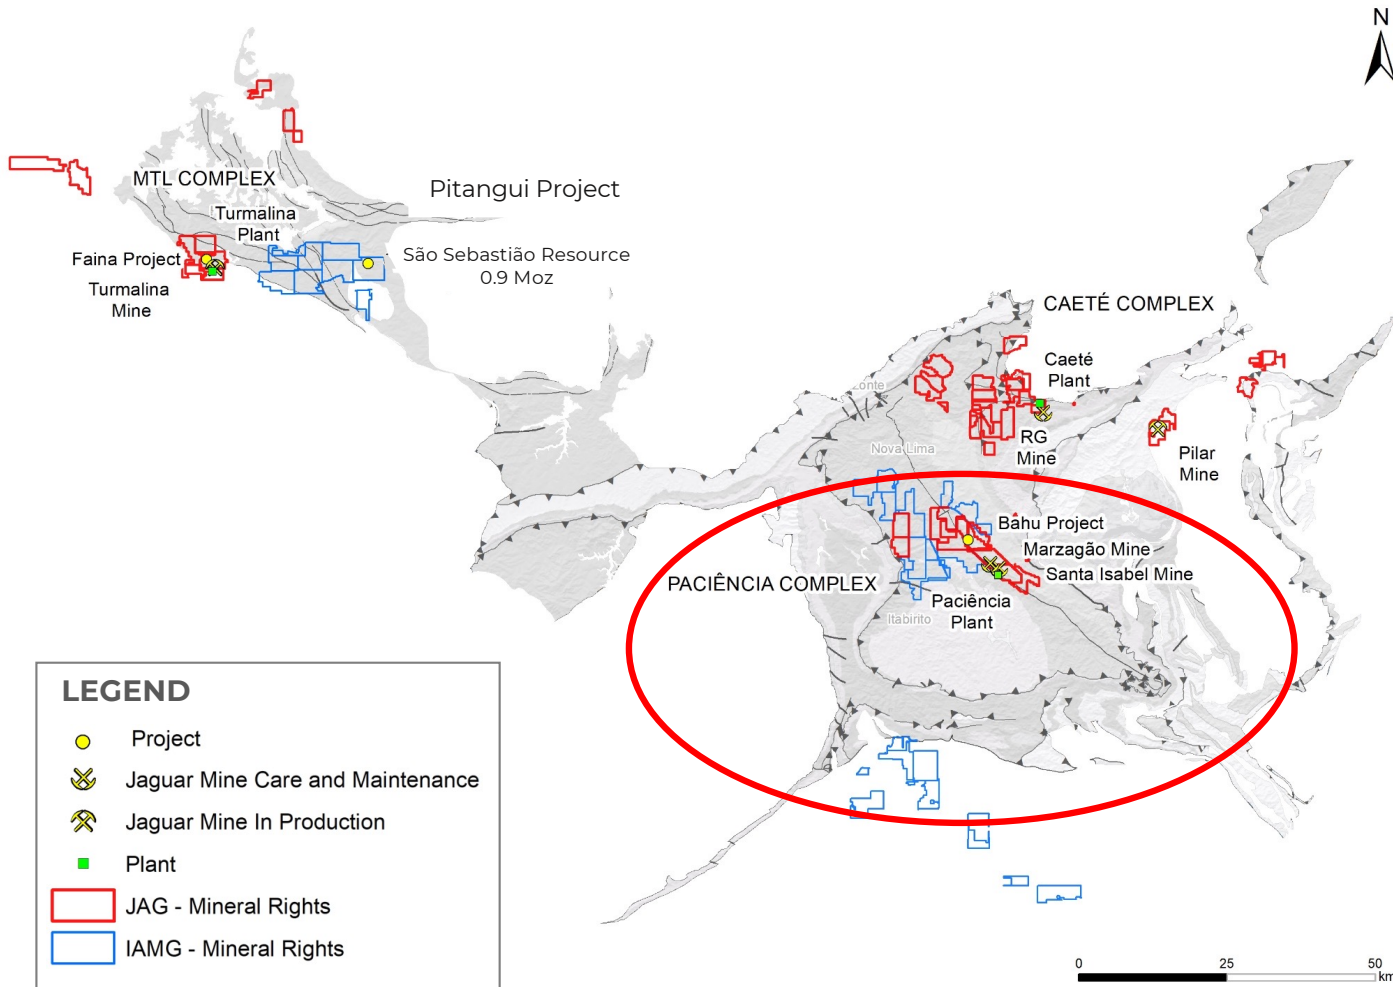 N
MTL COMPLEX
Pitangui Project
Turmalina
Plant
Faina Project
São Sebastião Resource
0.9 Moz
Turmalina
Mine
CAETÉ COMPLEX
Caeté
Plant
onte
RG
Mine
Nova Lima
Pilar
Mine
Bahu Project
Marzagão Mine
Santa Isabel Mine
PACIÊNCIA COMPLEX
Paciência
Plant
Itabirito
LEGEND
Project
Jaguar Mine Care and Maintenance
Jaguar Mine In Production
Plant
JAG - Mineral Rights
IAMG - Mineral Rights
0 25 50
km